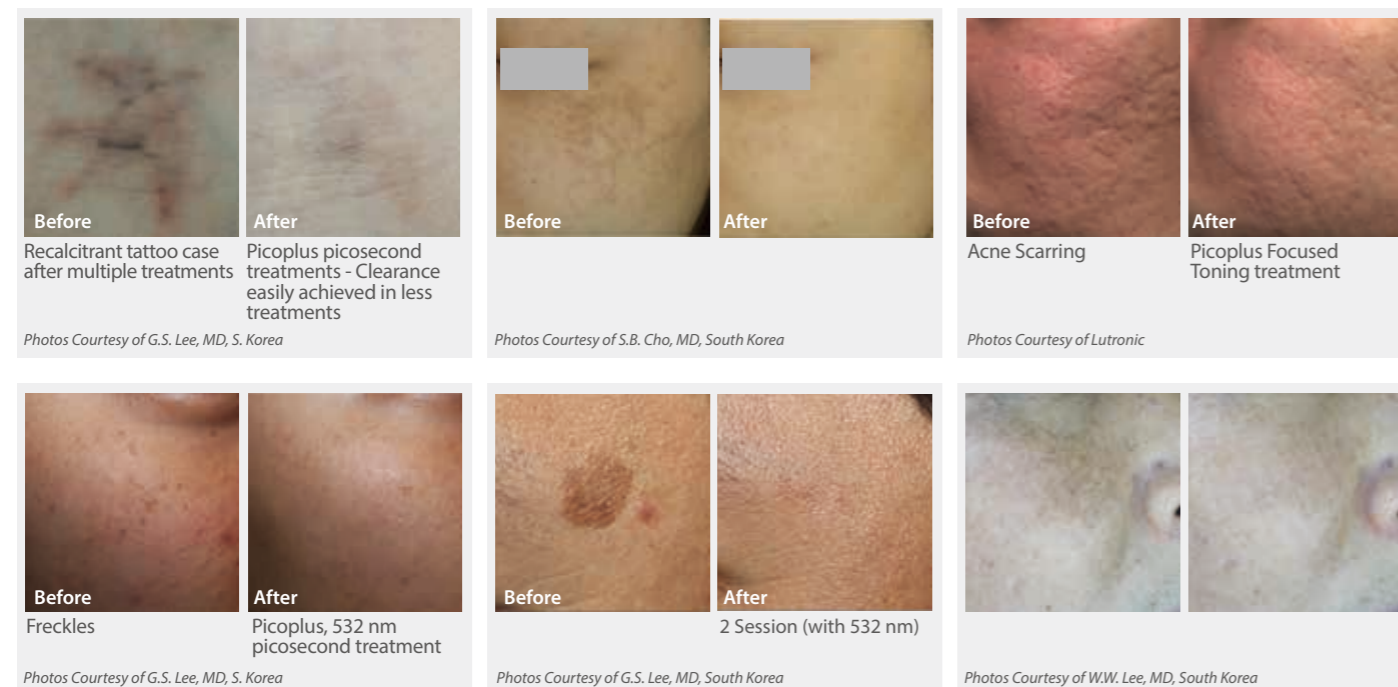 Before
After
Recalcitrant tattoo case
after multiple treatments
Picoplus picosecond
treatments - Clearance
easily achieved in less
treatments
Photos Courtesy of G.S. Lee, MD, S. Korea
Before
After
Photos Courtesy of S.B. Cho, MD, South Korea
Before
After
Acne Scarring
Picoplus Focused
Toning treatment
Photos Courtesy of Lutronic
Before
After
Freckles
Picoplus, 532 nm
picosecond treatment
Photos Courtesy of G.S. Lee, MD, S. Korea
Before
After
2 Session (with 532 nm)
Photos Courtesy of G.S. Lee, MD, South Korea
Photos Courtesy of W.W. Lee, MD, South Korea